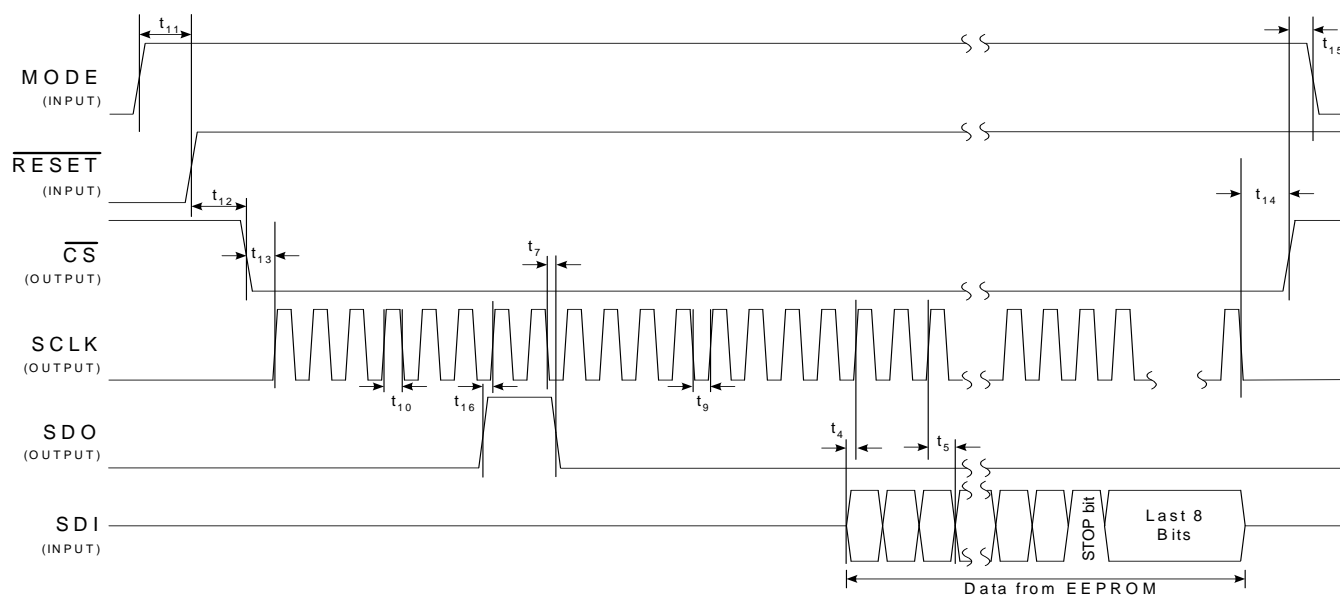 t11
t15
MODE
(INPUT)
RESET
(INPUT)
t12
t14
CS
(OUTPUT)
t13
t7
SCLK
(OUTPUT)
t10
t16
t9
SDO
(OUTPUT)
t4
t5
SDI
(INPUT)
STOP bit
Last 8
Bits
Data from EEPROM